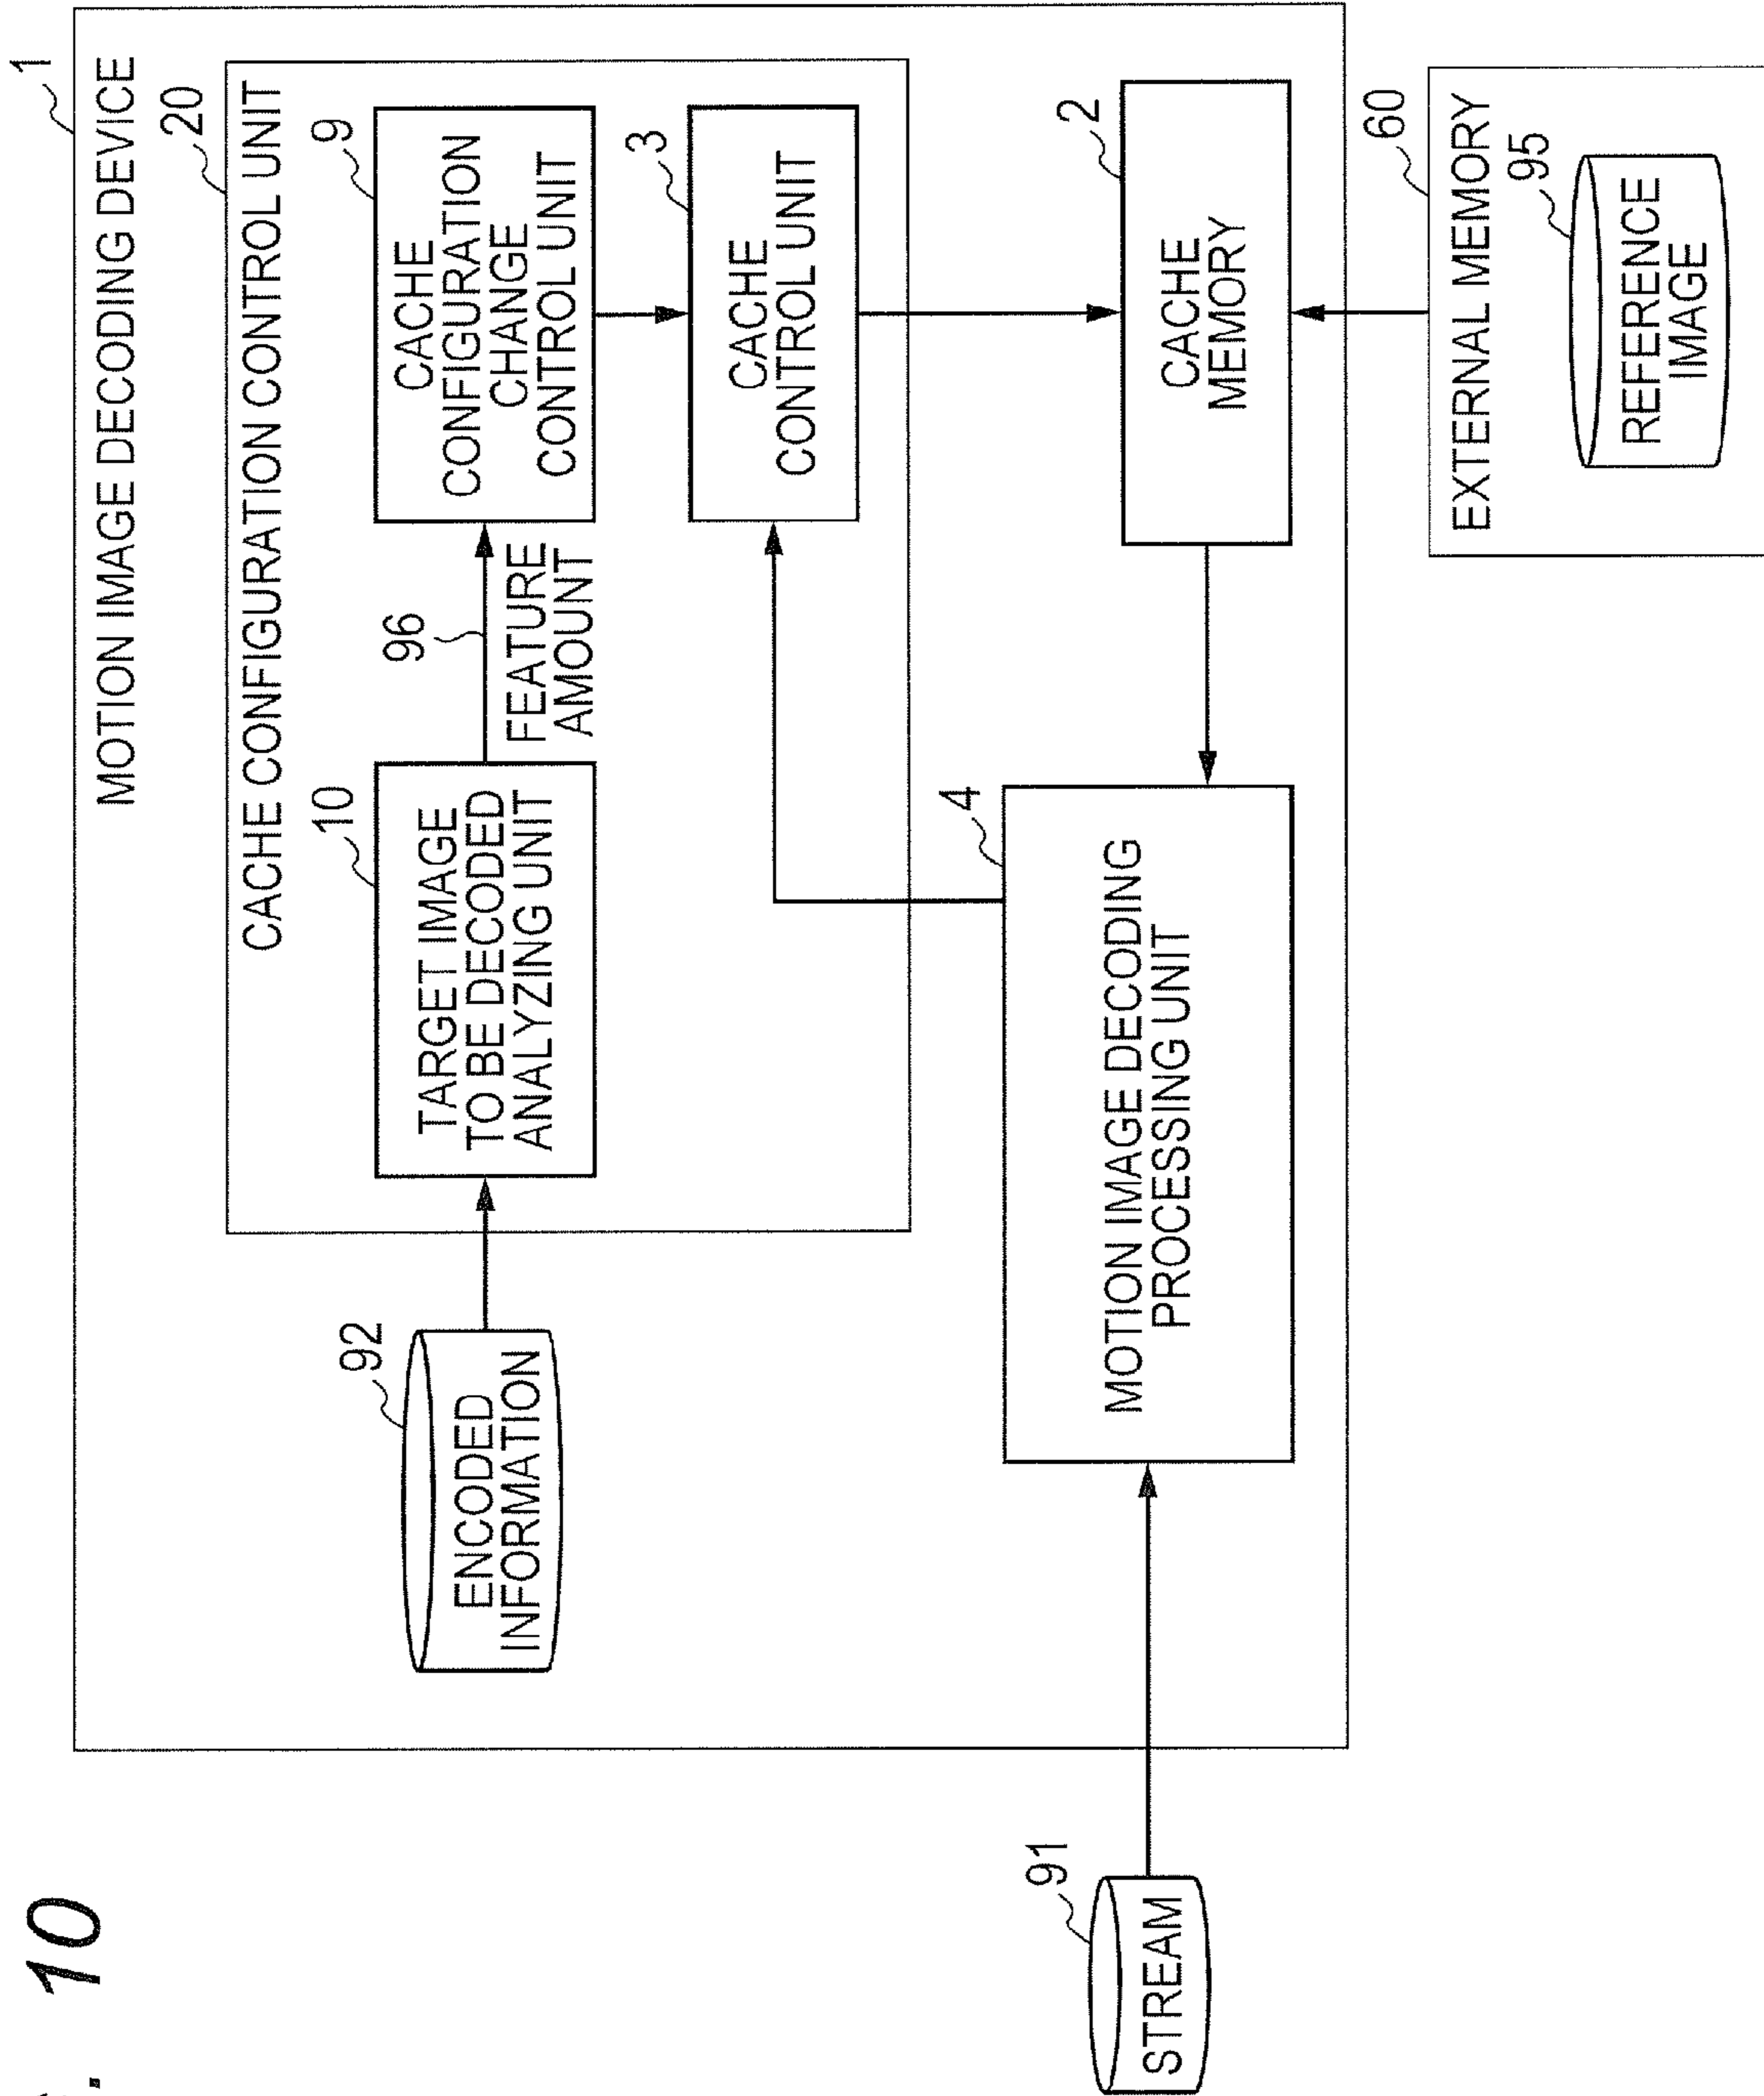 10
MOTION IMAGE DECODING DEVICE
1
CACHE CONFIGURATION CONTROL UNIT
20
92
ENCODED
INFORMATION
10
TARGET IMAGE
TO BE DECODED
ANALYZING UNIT
96
FEATURE
AMOUNT
9
CACHE
CONFIGURATION
CHANGE
CONTROL UNIT
3
CACHE
CONTROL UNIT
91
STREAM
4
MOTION IMAGE DECODING
PROCESSING UNIT
2
CACHE
MEMORY
60
EXTERNAL MEMORY
95
REFERENCE
IMAGE